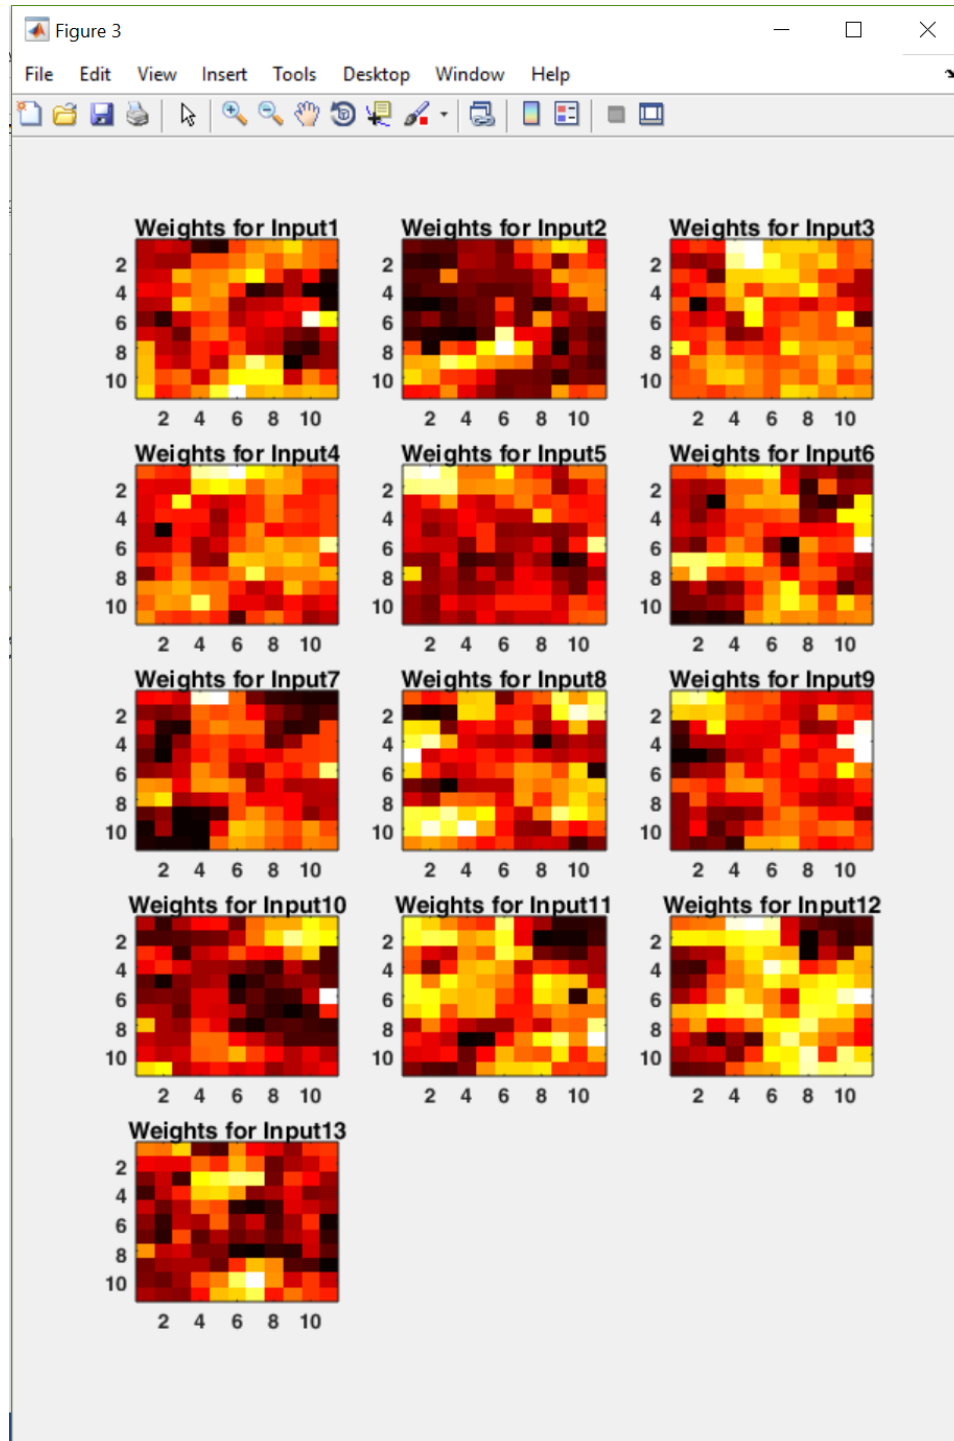 Figure 3
File Edit View Insert Tools Desktop Window Help
Weights for Input1 Weights for Input2 Weights for Input3
2 2 2
4 4 4
6 6 6
8 8 8
10 10 10
2 4 6 8 10 2 4 6 8 10 2 4 6 8 10
Weights for Input4 Weights for Input5 Weights for Input6
2 2 2
4 4 4
6 6 6
8 8 8
10 10 10
2 4 6 8 10 2 4 6 8 10 2 4 6 8 10
Weights for Input7 Weights for Input8 Weights for Input9
2 2 2
4 4 4
6 6 6
8 8 8
10 10 10
2 4 6 8 10 2 4 6 8 10 2 4 6 8 10
Weights for Input10 Weights for Input11 Weights for Input12
2 2 2
4 4 4
6 6 6
8 8 8
10 10 10
2 4 6 8 10 2 4 6 8 10 2 4 6 8 10
Weights for Input13
2
4
6
8
10
2 4 6 8 10